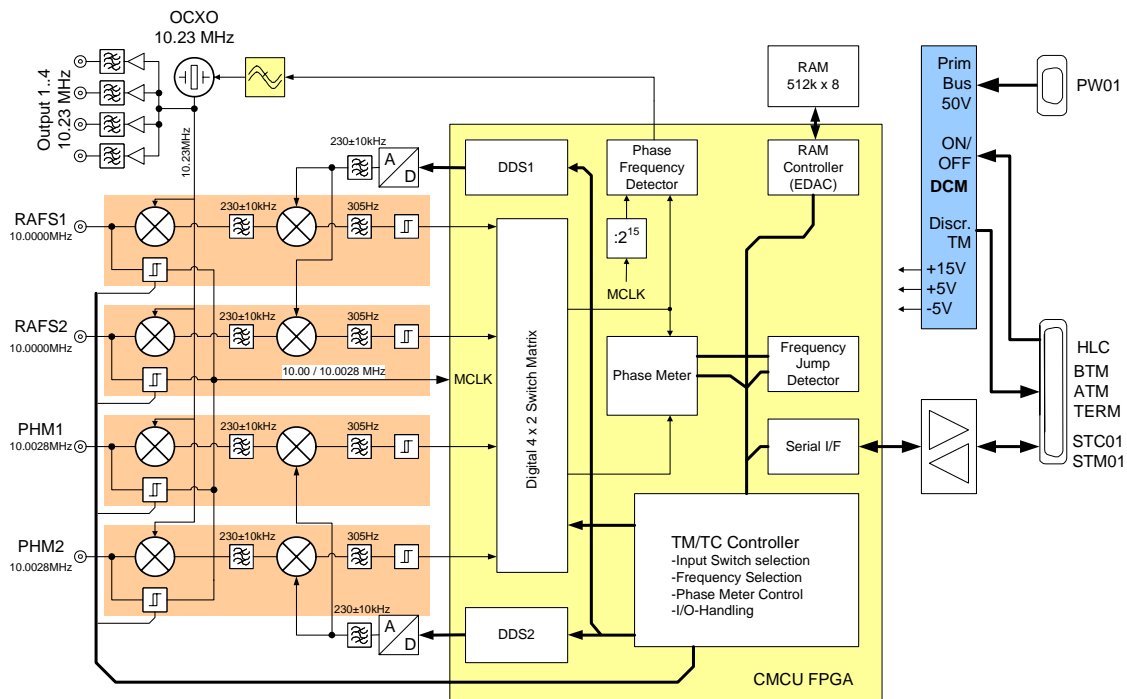 OCXO
10.23 MHz
Output 1..4
10.23 MHz
10.23MHz
RAM
512k x 8
RAM
Controller
(EDAC)
Prim
Bus
50V
ON/
OFF
DCM
Discr.
TM
+15V
+5V
-5V
PW01
230±10kHz
A
D
DDS1
Phase
Frequency
Detector
:2¹⁵
MCLK
RAFS1
10.0000MHz
230±10kHz
305Hz
RAFS2
10.0000MHz
230±10kHz
305Hz
10.00 / 10.0028 MHz
MCLK
Digital 4 x 2 Switch Matrix
Phase Meter
Frequency
Jump
Detector
HLC
BTM
ATM
TERM
STC01
STM01
PHM1
10.0028MHz
230±10kHz
305Hz
Serial I/F
PHM2
10.0028MHz
230±10kHz
305Hz
TM/TC Controller
-Input Switch selection
-Frequency Selection
-Phase Meter Control
-I/O-Handling
230±10kHz
A
D
DDS2
CMCU FPGA